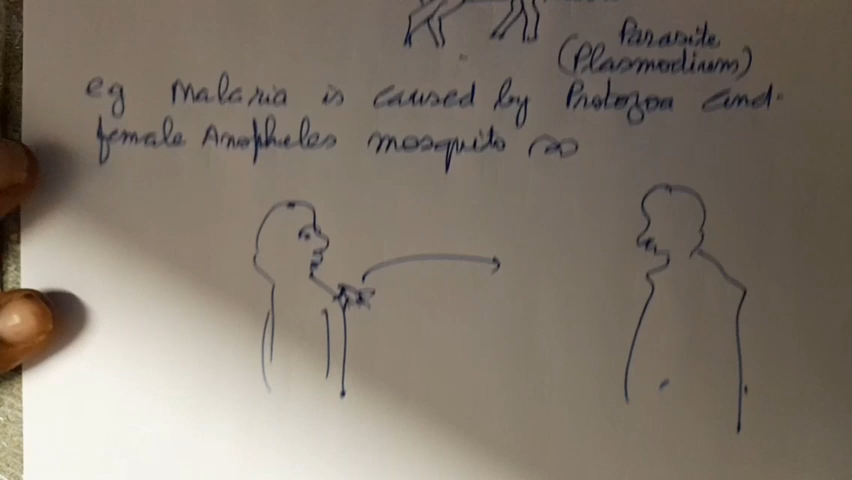 Parasite
(Plasmodium)
eg Malaria is caused by Protozoa and
female Anopheles mosquito